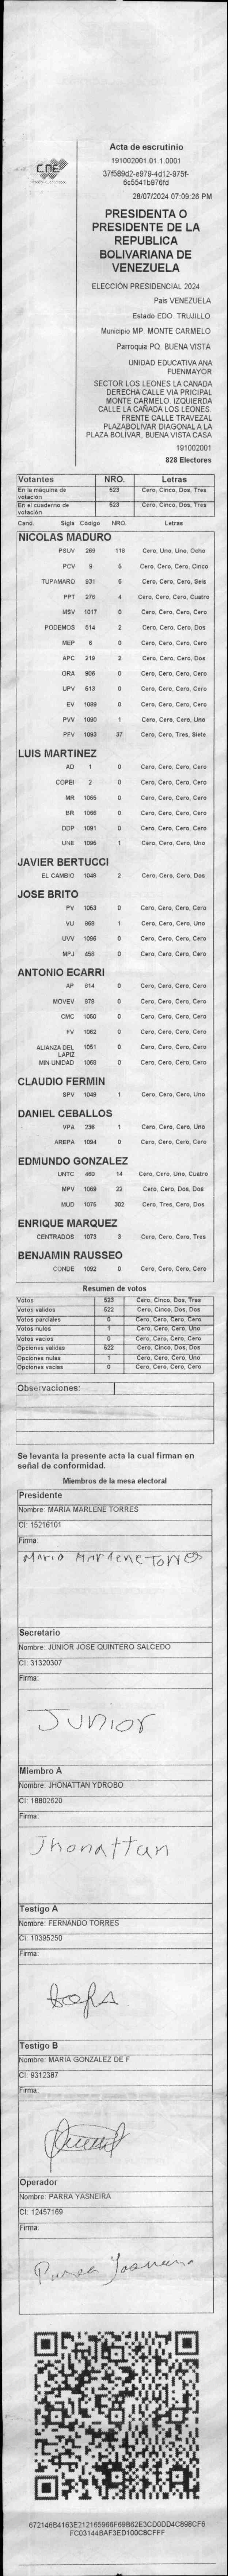 Acta de escrutinio
191002001.01.1.0001
37f589d2-e979-4d12-975f-
6c5541b976fd
28/07/2024 07:09:26 PM
CNE
PRESIDENTA O
PRESIDENTE DE LA
REPUBLICA
BOLIVARIANA DE
VENEZUELA
ELECCIÓN PRESIDENCIAL 2024
Pais VENEZUELA
Estado EDO. TRUJILLO
Municipio MP. MONTE CARMELO
Parroquia PQ. BUENA VISTA
UNIDAD EDUCATIVA ANA
FUENMAYOR
SECTOR LOS LEONES LA CANADA
DERECHA CALLE VIA PRICIPAL
MONTE CARMELO. IZQUIERDA
CALLE LA CAÑADA LOS LEONES.
FRENTE CALLE TRAVEZAL
PLAZABOLIVAR DIAGONAL A LA
PLAZA BOLIVAR, BUENA VISTA CASA
191002001
828 Electores
Votantes NRO. Letras
En la máquina de votación 523 Cero, Cinco, Dos, Tres
En el cuaderno de votación 523 Cero, Cinco, Dos, Tres
Cand. Sigla Código NRO. Letras
NICOLAS MADURO
PSUV 269 118 Cero, Uno, Uno, Ocho
PCV 9 5 Cero, Cero, Cero, Cinco
TUPAMARO 931 6 Cero, Cero, Cero, Seis
PPT 276 4 Cero, Cero, Cero, Cuatro
MSV 1017 0 Cero, Cero, Cero, Cero
PODEMOS 514 2 Cero, Cero, Cero, Dos
MEP 6 0 Cero, Cero, Cero, Cero
APC 219 2 Cero, Cero, Cero, Dos
ORA 906 0 Cero, Cero, Cero, Cero
UPV 613 0 Cero, Cero, Cero, Cero
EV 1089 0 Cero, Cero, Cero, Cero
PVV 1090 1 Cero, Cero, Cero, Uno
PFV 1093 37 Cero, Cero, Tres, Siete
LUIS MARTINEZ
AD 1 0 Cero, Cero, Cero, Cero
COPEI 2 0 Cero, Cero, Cero, Cero
MR 1065 0 Cero, Cero, Cero, Cero
BR 1056 0 Cero, Cero, Cero, Cero
DDP 1091 0 Cero, Cero, Cero, Cero
UNE 1095 1 Cero, Cero, Cero, Uno
JAVIER BERTUCCI
EL CAMBIO 1048 2 Cero, Cero, Cero, Dos
JOSE BRITO
PV 1053 0 Cero, Cero, Cero, Cero
VU 868 1 Cero, Cero, Cero, Uno
UVV 1096 0 Cero, Cero, Cero, Cero
MPJ 456 0 Cero, Cero, Cero, Cero
ANTONIO ECARRI
AP 914 0 Cero, Cero, Cero, Cero
MOVEV 978 0 Cero, Cero, Cero, Cero
CMC 1050 0 Cero, Cero, Cero, Cero
FV 1062 0 Cero, Cero, Cero, Cero
ALIANZA DEL LAPIZ 1051 0 Cero, Cero, Cero, Cero
MIN UNIDAD 1068 0 Cero, Cero, Cero, Cero
CLAUDIO FERMIN
SPV 1049 1 Cero, Cero, Cero, Uno
DANIEL CEBALLOS
VPA 236 1 Cero, Cero, Cero, Uno
AREPA 1094 0 Cero, Cero, Cero, Cero
EDMUNDO GONZALEZ
UNTC 460 14 Cero, Cero, Uno, Cuatro
MPV 1069 22 Cero, Cero, Dos, Dos
MUD 1075 302 Cero, Tres, Cero, Dos
ENRIQUE MARQUEZ
CENTRADOS 1073 3 Cero, Cero, Cero, Tres
BENJAMIN RAUSSEO
CONDE 1092 0 Cero, Cero, Cero, Cero
Resumen de votos
Votos 523 Cero, Cinco, Dos, Tres
Votos validos 522 Cero, Cinco, Dos, Dos
Votos parciales 0 Cero, Cero, Cero, Cero
Votos nulos 1 Cero, Cero, Cero, Uno
Votos vacios 0 Cero, Cero, Cero, Cero
Opciones validas 522 Cero, Cinco, Dos, Dos
Opciones nulas 1 Cero, Cero, Cero, Uno
Opciones vacias 0 Cero, Cero, Cero, Cero
Observaciones:
Se levanta la presente acta la cual firman en
señal de conformidad.
Miembros de la mesa electoral
Presidente
Nombre: MARIA MARLENE TORRES
CI: 15216101
Firma:
Maria Marlene Torres
Secretario
Nombre: JUNIOR JOSE QUINTERO SALCEDO
CI: 31320307
Firma:
Junior
Miembro A
Nombre: JHONATTAN YDROBO
CI: 18802620
Firma:
Jhonattan
Testigo A
Nombre: FERNANDO TORRES
CI: 10395250
Firma:
Testigo B
Nombre: MARIA GONZALEZ DE F
CI: 9312387
Firma:
Operador
Nombre: PARRA YASNEIRA
CI: 12457169
Firma:
Parra Yasneira
672146B4163E212165966F69B62E3CD0DD4C898CF6
FC03144BAF3ED100C8CFFF